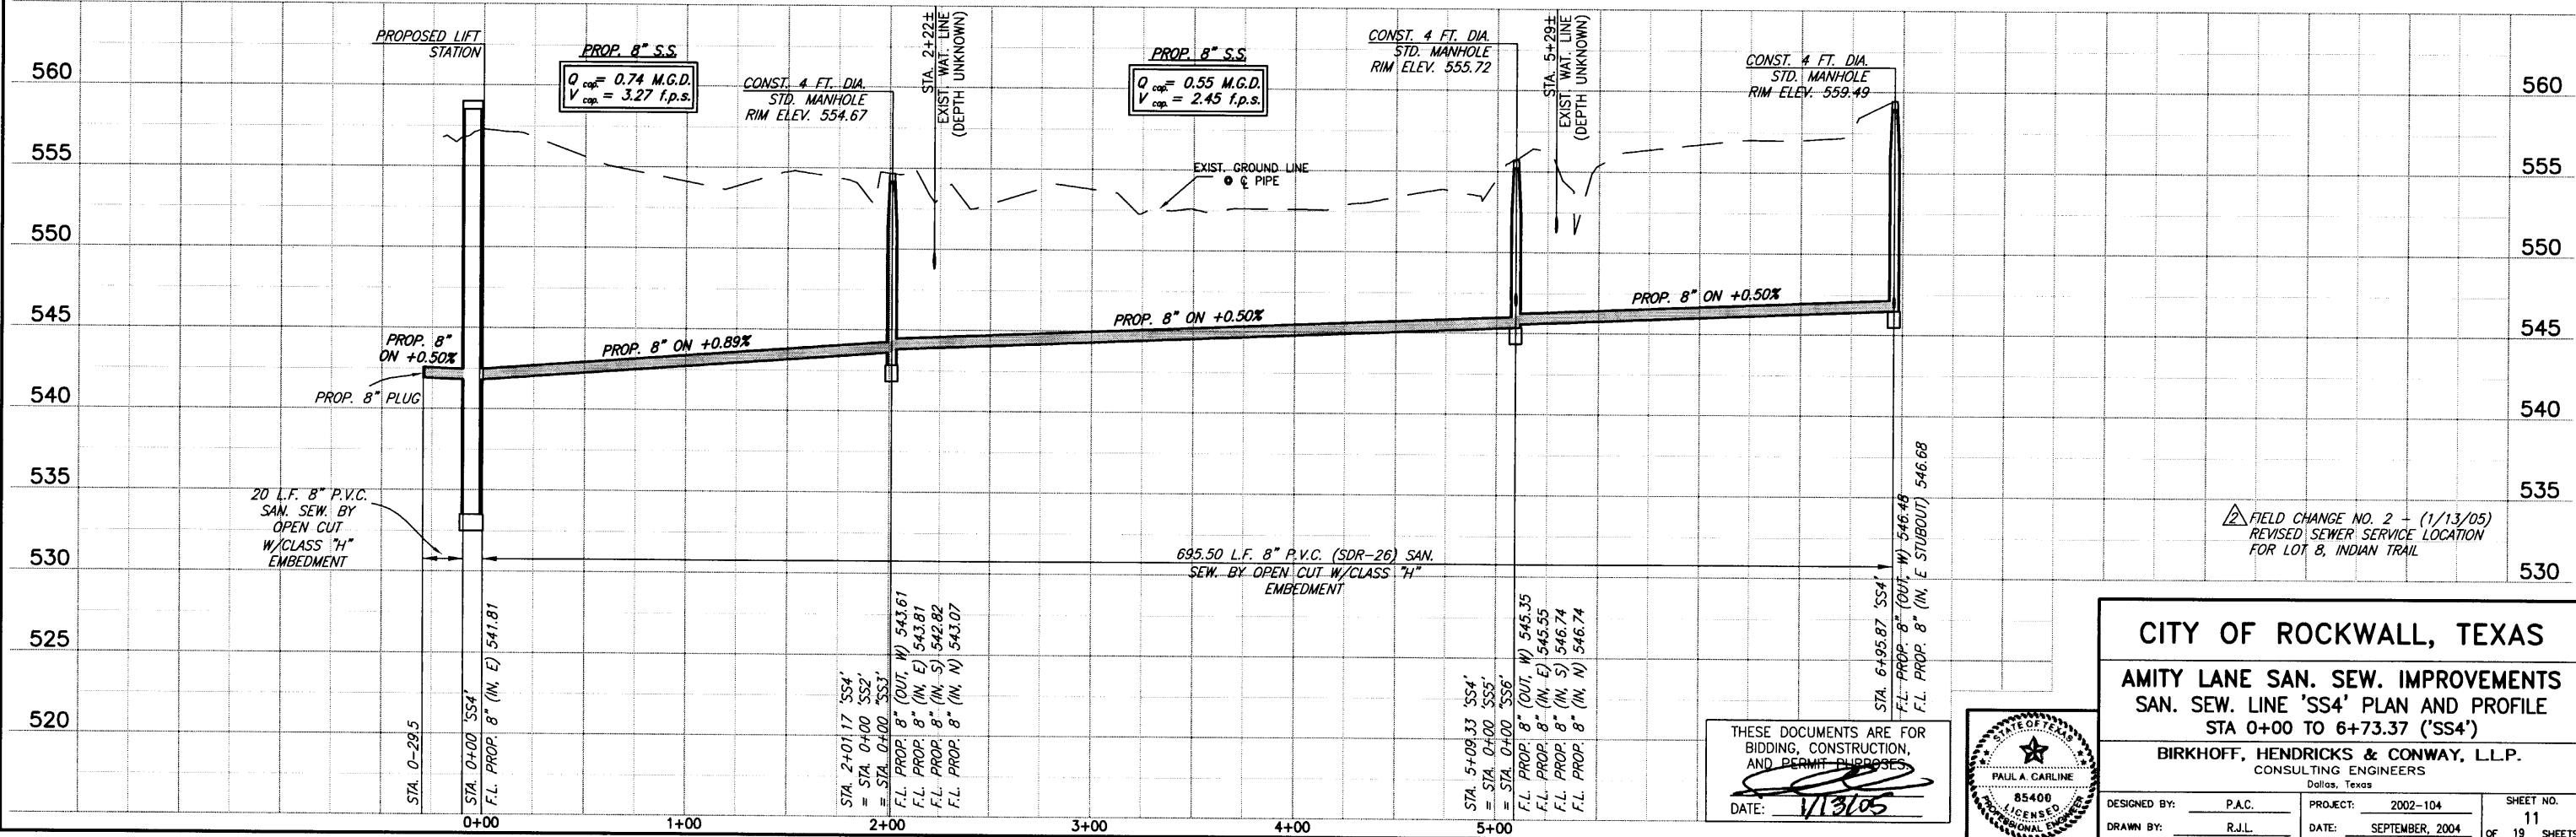 PROPOSED LIFT
STATION
PROP. 8" S.S.
Q cap.= 0.74 M.G.D.
V cap. = 3.27 f.p.s.
CONST. 4 FT. DIA.
STD. MANHOLE
RIM ELEV. 554.67
STA. 2+22±
EXIST. WAT. LINE
(DEPTH UNKNOWN)
PROP. 8" S.S.
Q cap.= 0.55 M.G.D.
V cap. = 2.45 f.p.s.
CONST. 4 FT. DIA.
STD. MANHOLE
RIM ELEV. 555.72
STA. 5+29±
EXIST. WAT. LINE
(DEPTH UNKNOWN)
CONST. 4 FT. DIA.
STD. MANHOLE
RIM ELEV. 559.49
560
555
550
545
540
535
530
525
520
560
555
550
545
540
535
530
EXIST. GROUND LINE
@ ℄ PIPE
PROP. 8"
ON +0.50%
PROP. 8" ON +0.89%
PROP. 8" ON +0.50%
PROP. 8" ON +0.50%
PROP. 8" PLUG
20 L.F. 8" P.V.C.
SAN. SEW. BY
OPEN CUT
W/CLASS "H"
EMBEDMENT
695.50 L.F. 8" P.V.C. (SDR-26) SAN.
SEW. BY OPEN CUT W/CLASS "H"
EMBEDMENT
2 FIELD CHANGE NO. 2 - (1/13/05)
REVISED SEWER SERVICE LOCATION
FOR LOT 8, INDIAN TRAIL
STA. 0-29.5
STA. 0+00 'SS4'
F.L. PROP. 8" (IN, E) 541.81
STA. 2+01.17 'SS4'
= STA. 0+00 'SS2'
= STA. 0+00 "SS3'
F.L. PROP. 8" (OUT, W) 543.61
F.L. PROP. 8" (IN, E) 543.81
F.L. PROP. 8" (IN, S) 542.82
F.L. PROP. 8" (IN, N) 543.07
STA. 5+09.33 'SS4'
= STA. 0+00 'SS5'
= STA. 0+00 "SS6'
F.L. PROP. 8" (OUT, W) 545.35
F.L. PROP. 8" (IN, E) 545.55
F.L. PROP. 8" (IN, S) 546.74
F.L. PROP. 8" (IN, N) 546.74
STA. 6+95.87 'SS4'
F.L. PROP. 8" (OUT, W) 546.48
F.L. PROP. 8" (IN, E STUBOUT) 546.68
0+00
1+00
2+00
3+00
4+00
5+00
THESE DOCUMENTS ARE FOR
BIDDING, CONSTRUCTION,
AND PERMIT PURPOSES.
DATE: 1/13/05
STATE OF TEXAS
PAUL A. CARLINE
85400
LICENSED
PROFESSIONAL ENGINEER
CITY OF ROCKWALL, TEXAS
AMITY LANE SAN. SEW. IMPROVEMENTS
SAN. SEW. LINE 'SS4' PLAN AND PROFILE
STA 0+00 TO 6+73.37 ('SS4')
BIRKHOFF, HENDRICKS & CONWAY, L.L.P.
CONSULTING ENGINEERS
Dallas, Texas
DESIGNED BY: P.A.C. PROJECT: 2002-104 SHEET NO.
11
DRAWN BY: R.J.L. DATE: SEPTEMBER, 2004 OF 19 SHEETS